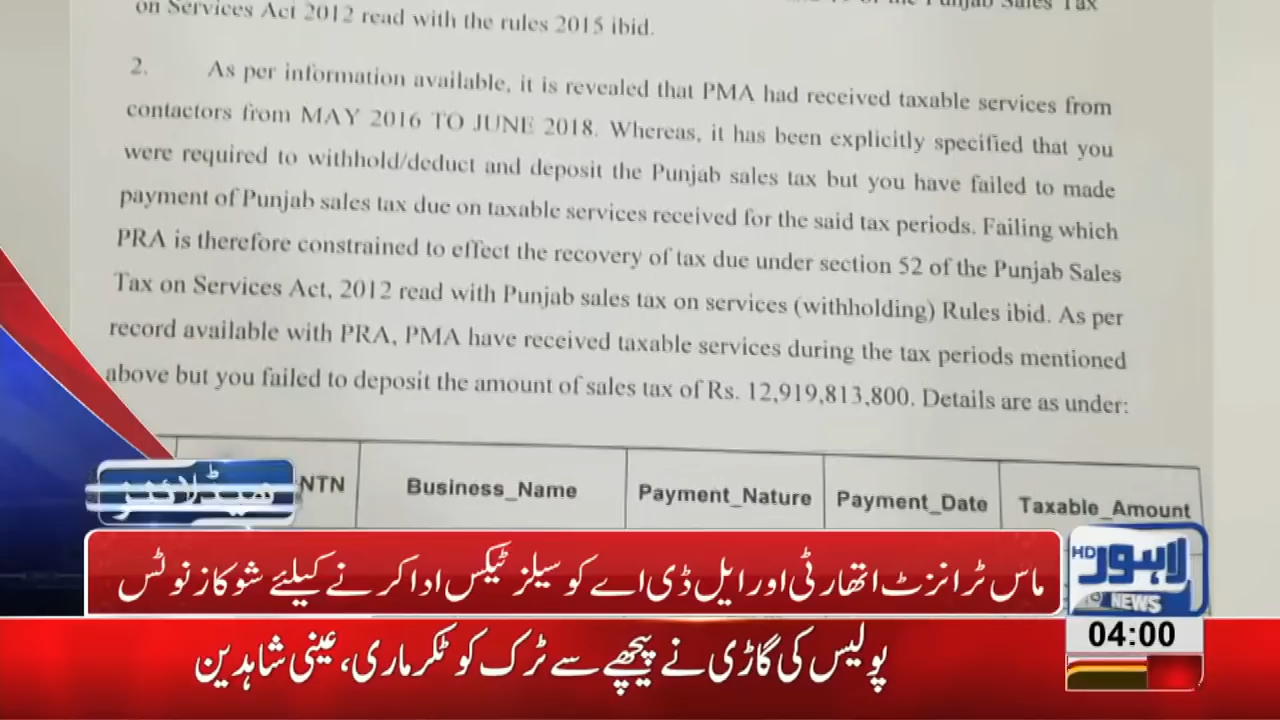 on Services Act 2012 read with the rules 2015 ibid.
2. As per information available, it is revealed that PMA had received taxable services from
contactors from MAY 2016 TO JUNE 2018. Whereas, it has been explicitly specified that you
were required to withhold/deduct and deposit the Punjab sales tax but you have failed to made
payment of Punjab sales tax due on taxable services received for the said tax periods. Failing which
PRA is therefore constrained to effect the recovery of tax due under section 52 of the Punjab Sales
Tax on Services Act, 2012 read with Punjab sales tax on services (withholding) Rules ibid. As per
record available with PRA, PMA have received taxable services during the tax periods mentioned
above but you failed to deposit the amount of sales tax of Rs. 12,919,813,800. Details are as under:
NTN Business_Name Payment_Nature Payment_Date Taxable_Amount
ہیڈلائنز
ماس ٹرانزٹ اتھارٹی اور ایل ڈی اے کو سیلز ٹیکس ادا کرنے کیلئے شوکاز نوٹس
HD لاہور
NEWS
04:00
پولیس کی گاڑی نے پیچھے سے ٹرک کو ٹکر ماری، عینی شاہدین